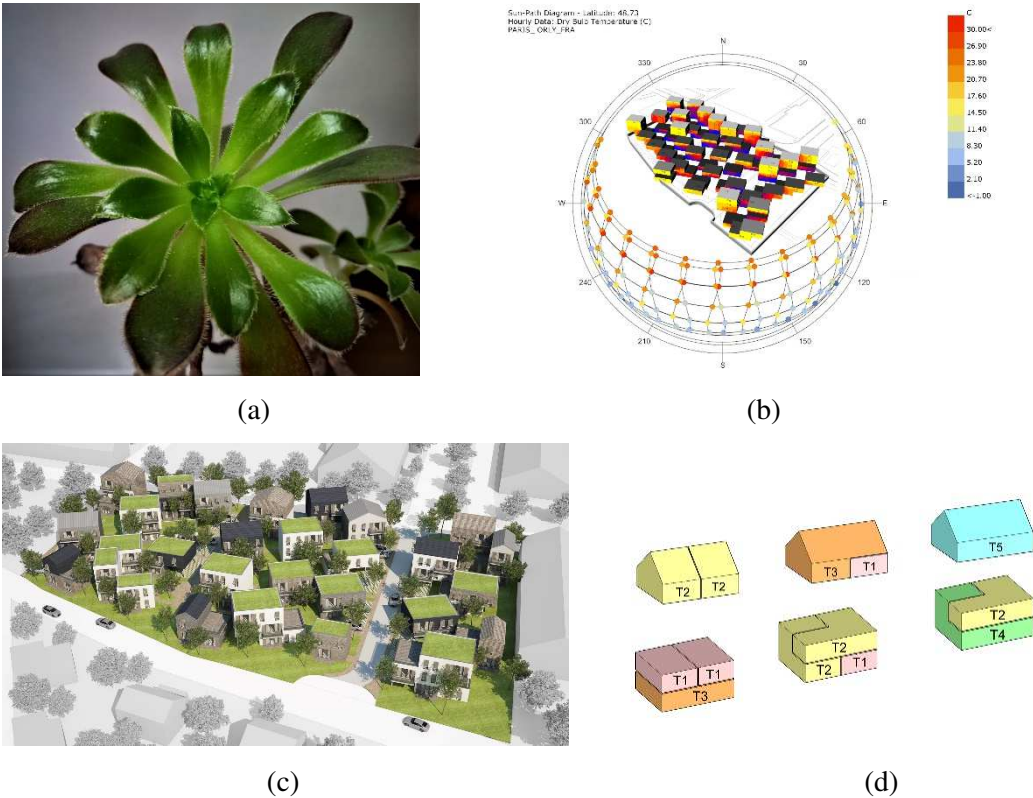 Sun-Path Diagram - Latitude: 48.73
Hourly Data: Dry Bulb Temperature (C)
PARIS_ORLY_FRA
C
30.00<
26.90
23.80
20.70
17.60
14.50
11.40
8.30
5.20
2.10
<-1.00
N
330
30
300
60
W
E
240
120
210
150
S
(a)
(b)
T5
T3
T1
T2
T2
T2
T4
T2
T1
T1
T2
T1
T3
(c)
(d)